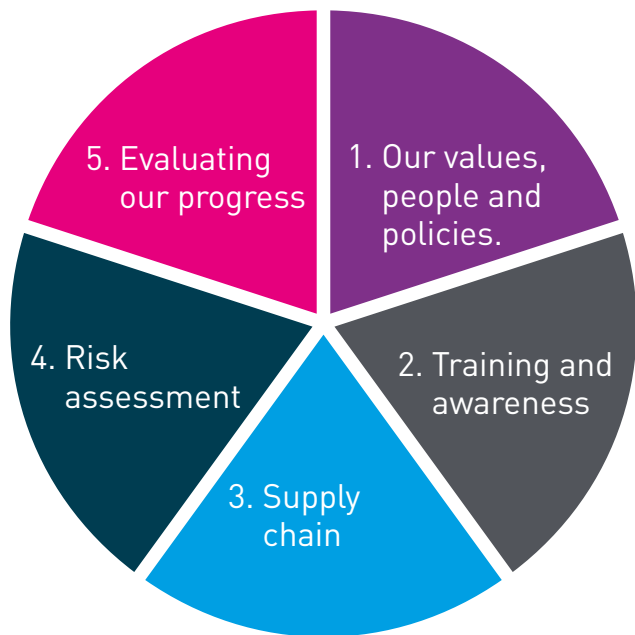 1. Our values,
people and
policies.
2. Training and
awareness
3. Supply
chain
4. Risk
assessment
5. Evaluating
our progress